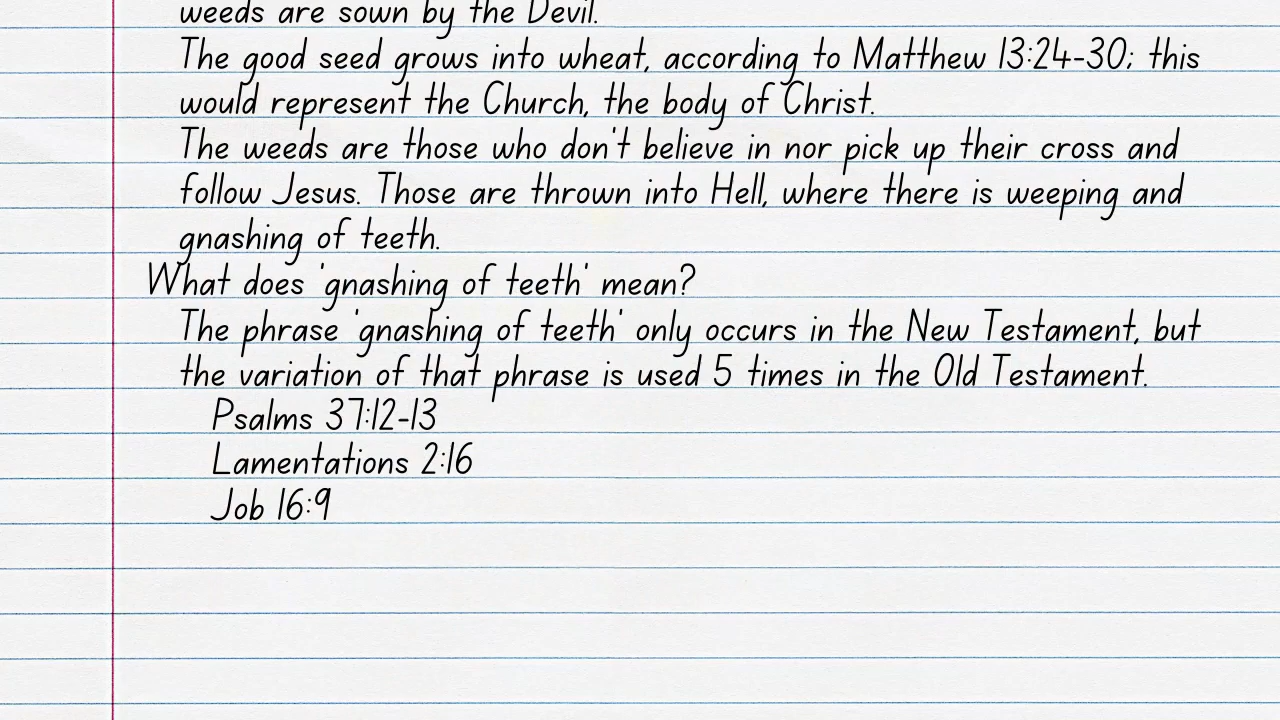 weeds are sown by the Devil.
The good seed grows into wheat, according to Matthew 13:24-30; this
would represent the Church, the body of Christ.
The weeds are those who don't believe in nor pick up their cross and
follow Jesus. Those are thrown into Hell, where there is weeping and
gnashing of teeth.
What does 'gnashing of teeth' mean?
The phrase 'gnashing of teeth' only occurs in the New Testament, but
the variation of that phrase is used 5 times in the Old Testament.
Psalms 37:12-13
Lamentations 2:16
Job 16:9